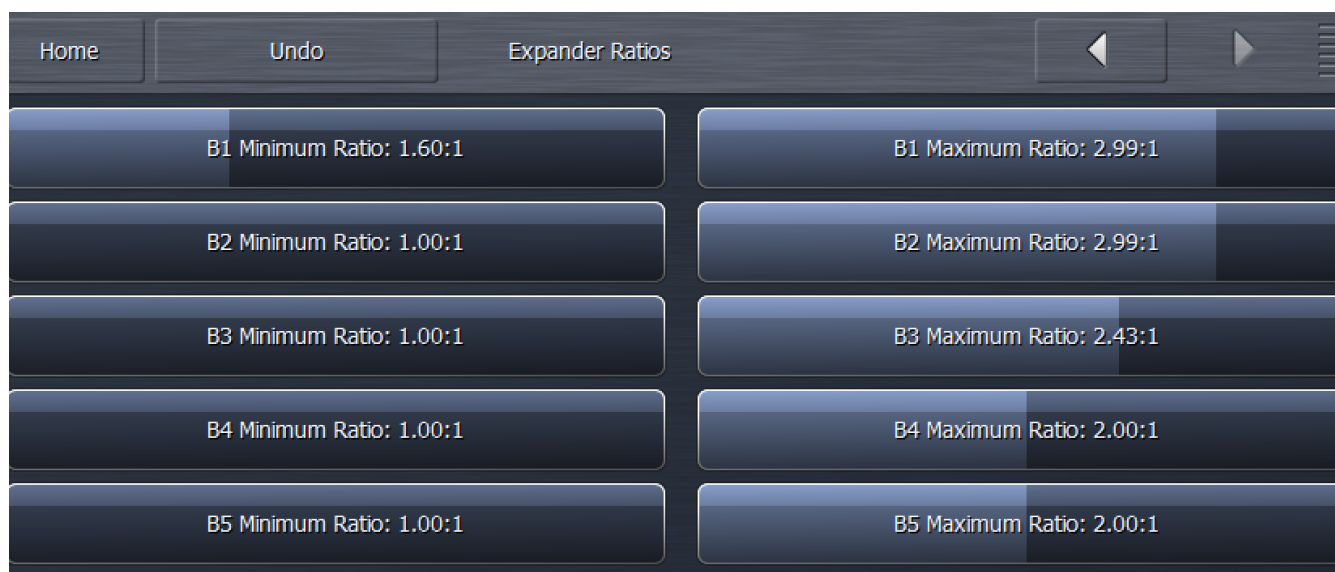 Home Undo Expander Ratios
B1 Minimum Ratio: 1.60:1 B1 Maximum Ratio: 2.99:1
B2 Minimum Ratio: 1.00:1 B2 Maximum Ratio: 2.99:1
B3 Minimum Ratio: 1.00:1 B3 Maximum Ratio: 2.43:1
B4 Minimum Ratio: 1.00:1 B4 Maximum Ratio: 2.00:1
B5 Minimum Ratio: 1.00:1 B5 Maximum Ratio: 2.00:1